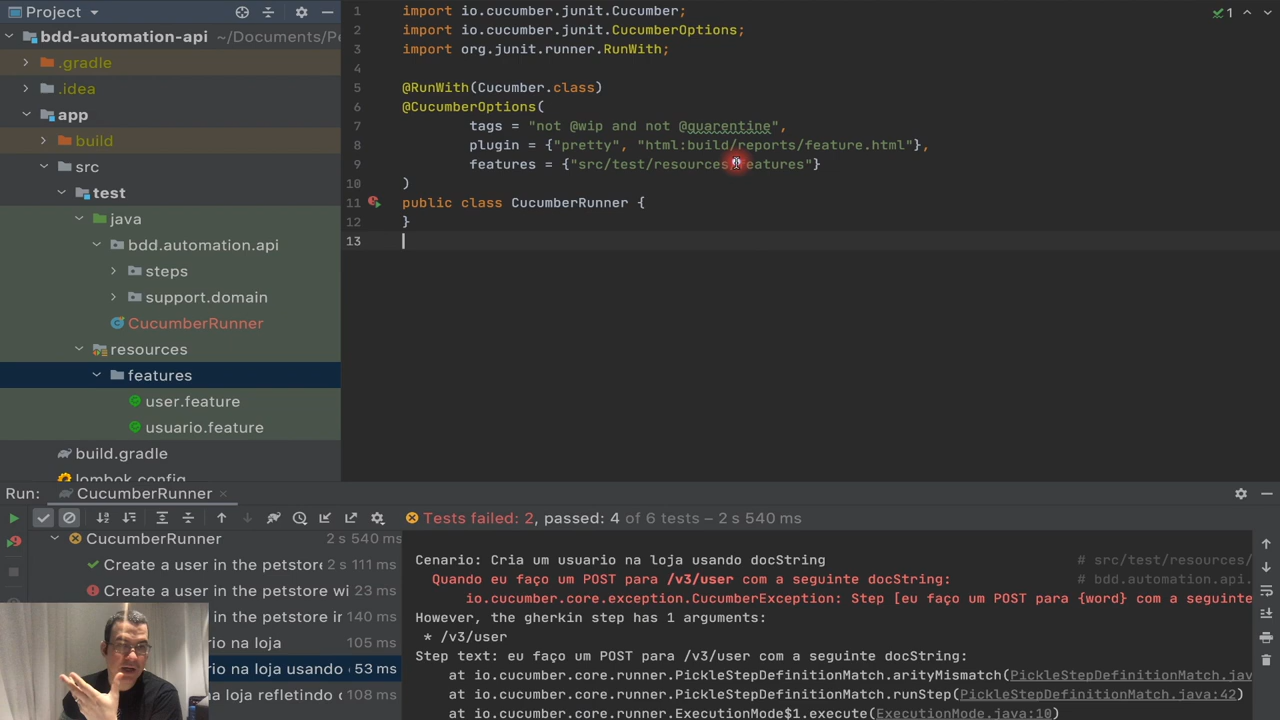 Project
bdd-automation-api ~/Documents/Pe
.gradle
.idea
app
build
src
test
java
bdd.automation.api
steps
support.domain
CucumberRunner
resources
features
user.feature
usuario.feature
build.gradle
lombok.config
1 import io.cucumber.junit.Cucumber;
2 import io.cucumber.junit.CucumberOptions;
3 import org.junit.runner.RunWith;
4
5 @RunWith(Cucumber.class)
6 @CucumberOptions(
7 tags = "not @wip and not @quarentine",
8 plugin = {"pretty", "html:build/reports/feature.html"},
9 features = {"src/test/resources/features"}
10 )
11 public class CucumberRunner {
12 }
13
1
Run: CucumberRunner
Tests failed: 2, passed: 4 of 6 tests – 2 s 540 ms
CucumberRunner 2 s 540 ms
Create a user in the petstore 2 s 111 ms
Create a user in the petstore wi 23 ms
er in the petstore in 140 ms
rio na loja 105 ms
rio na loja usando 53 ms
o na loja refletindo 108 ms
Cenario: Cria um usuario na loja usando docString # src/test/resources/
Quando eu faço um POST para /v3/user com a seguinte docString: # bdd.automation.api.
io.cucumber.core.exception.CucumberException: Step [eu faço um POST para {word} com a seguinte
However, the gherkin step has 1 arguments:
* /v3/user
Step text: eu faço um POST para /v3/user com a seguinte docString:
at io.cucumber.core.runner.PickleStepDefinitionMatch.arityMismatch(PickleStepDefinitionMatch.jav
at io.cucumber.core.runner.PickleStepDefinitionMatch.runStep(PickleStepDefinitionMatch.java:42)
at io.cucumber.core.runner.ExecutionMode$1.execute(ExecutionMode.java:10)